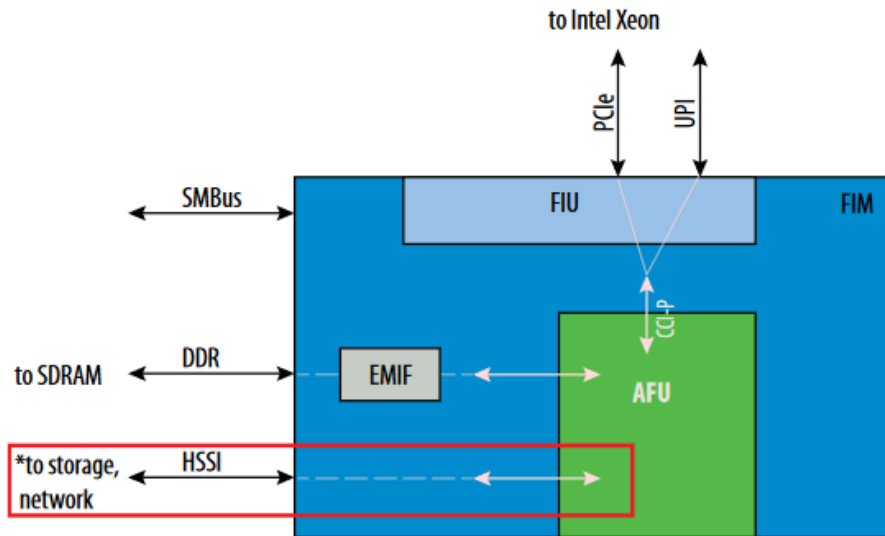 to Intel Xeon
PCIe
UPI
SMBus
FIU
FIM
CCI-P
to SDRAM
DDR
EMIF
AFU
*to storage,
network
HSSI